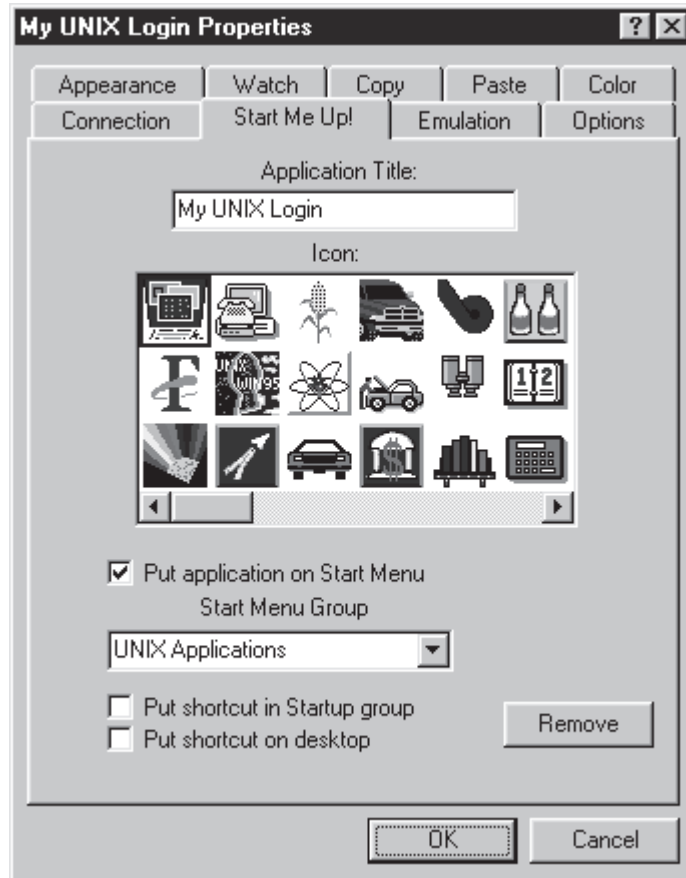 My UNIX Login Properties
Appearance Watch Copy Paste Color
Connection Start Me Up! Emulation Options
Application Title:
My UNIX Login
Icon:
UNIX
WIN95
1 2
Put application on Start Menu
Start Menu Group
UNIX Applications
Put shortcut in Startup group
Put shortcut on desktop
Remove
OK Cancel